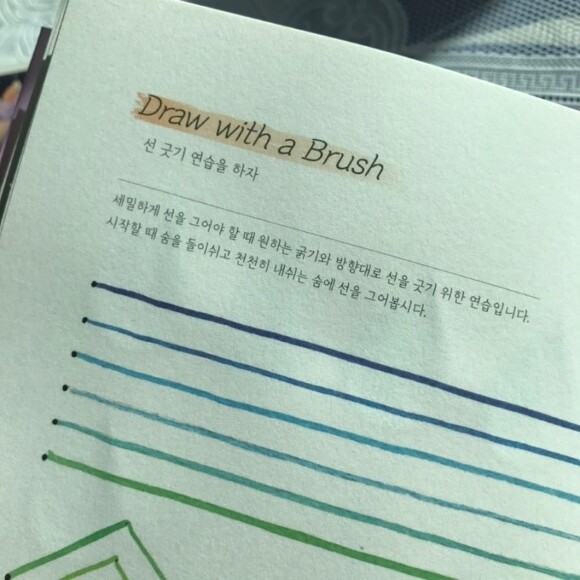 Draw with a Brush
선 긋기 연습을 하자
세밀하게 선을 그어야 할 때 원하는 굵기와 방향대로 선을 긋기 위한 연습입니다.
시작할 때 숨을 들이쉬고 천천히 내쉬는 숨에 선을 그어봅시다.